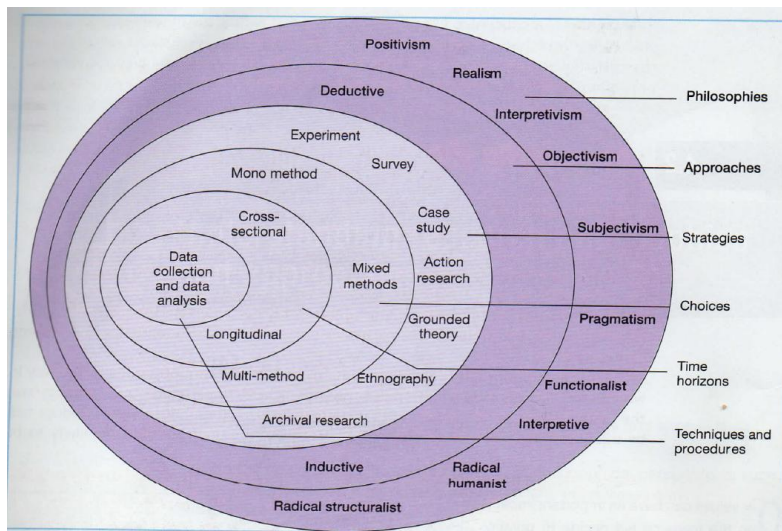 Positivism
Realism
Philosophies
Deductive
Interpretivism
Experiment
Objectivism
Approaches
Mono method
Survey
Cross-
sectional
Case
study
Subjectivism
Strategies
Data
collection
and data
analysis
Mixed
methods
Action
research
Choices
Longitudinal
Grounded
theory
Pragmatism
Multi-method
Ethnography
Functionalist
Time
horizons
Archival research
Interpretive
Techniques and
procedures
Inductive
Radical
humanist
Radical structuralist